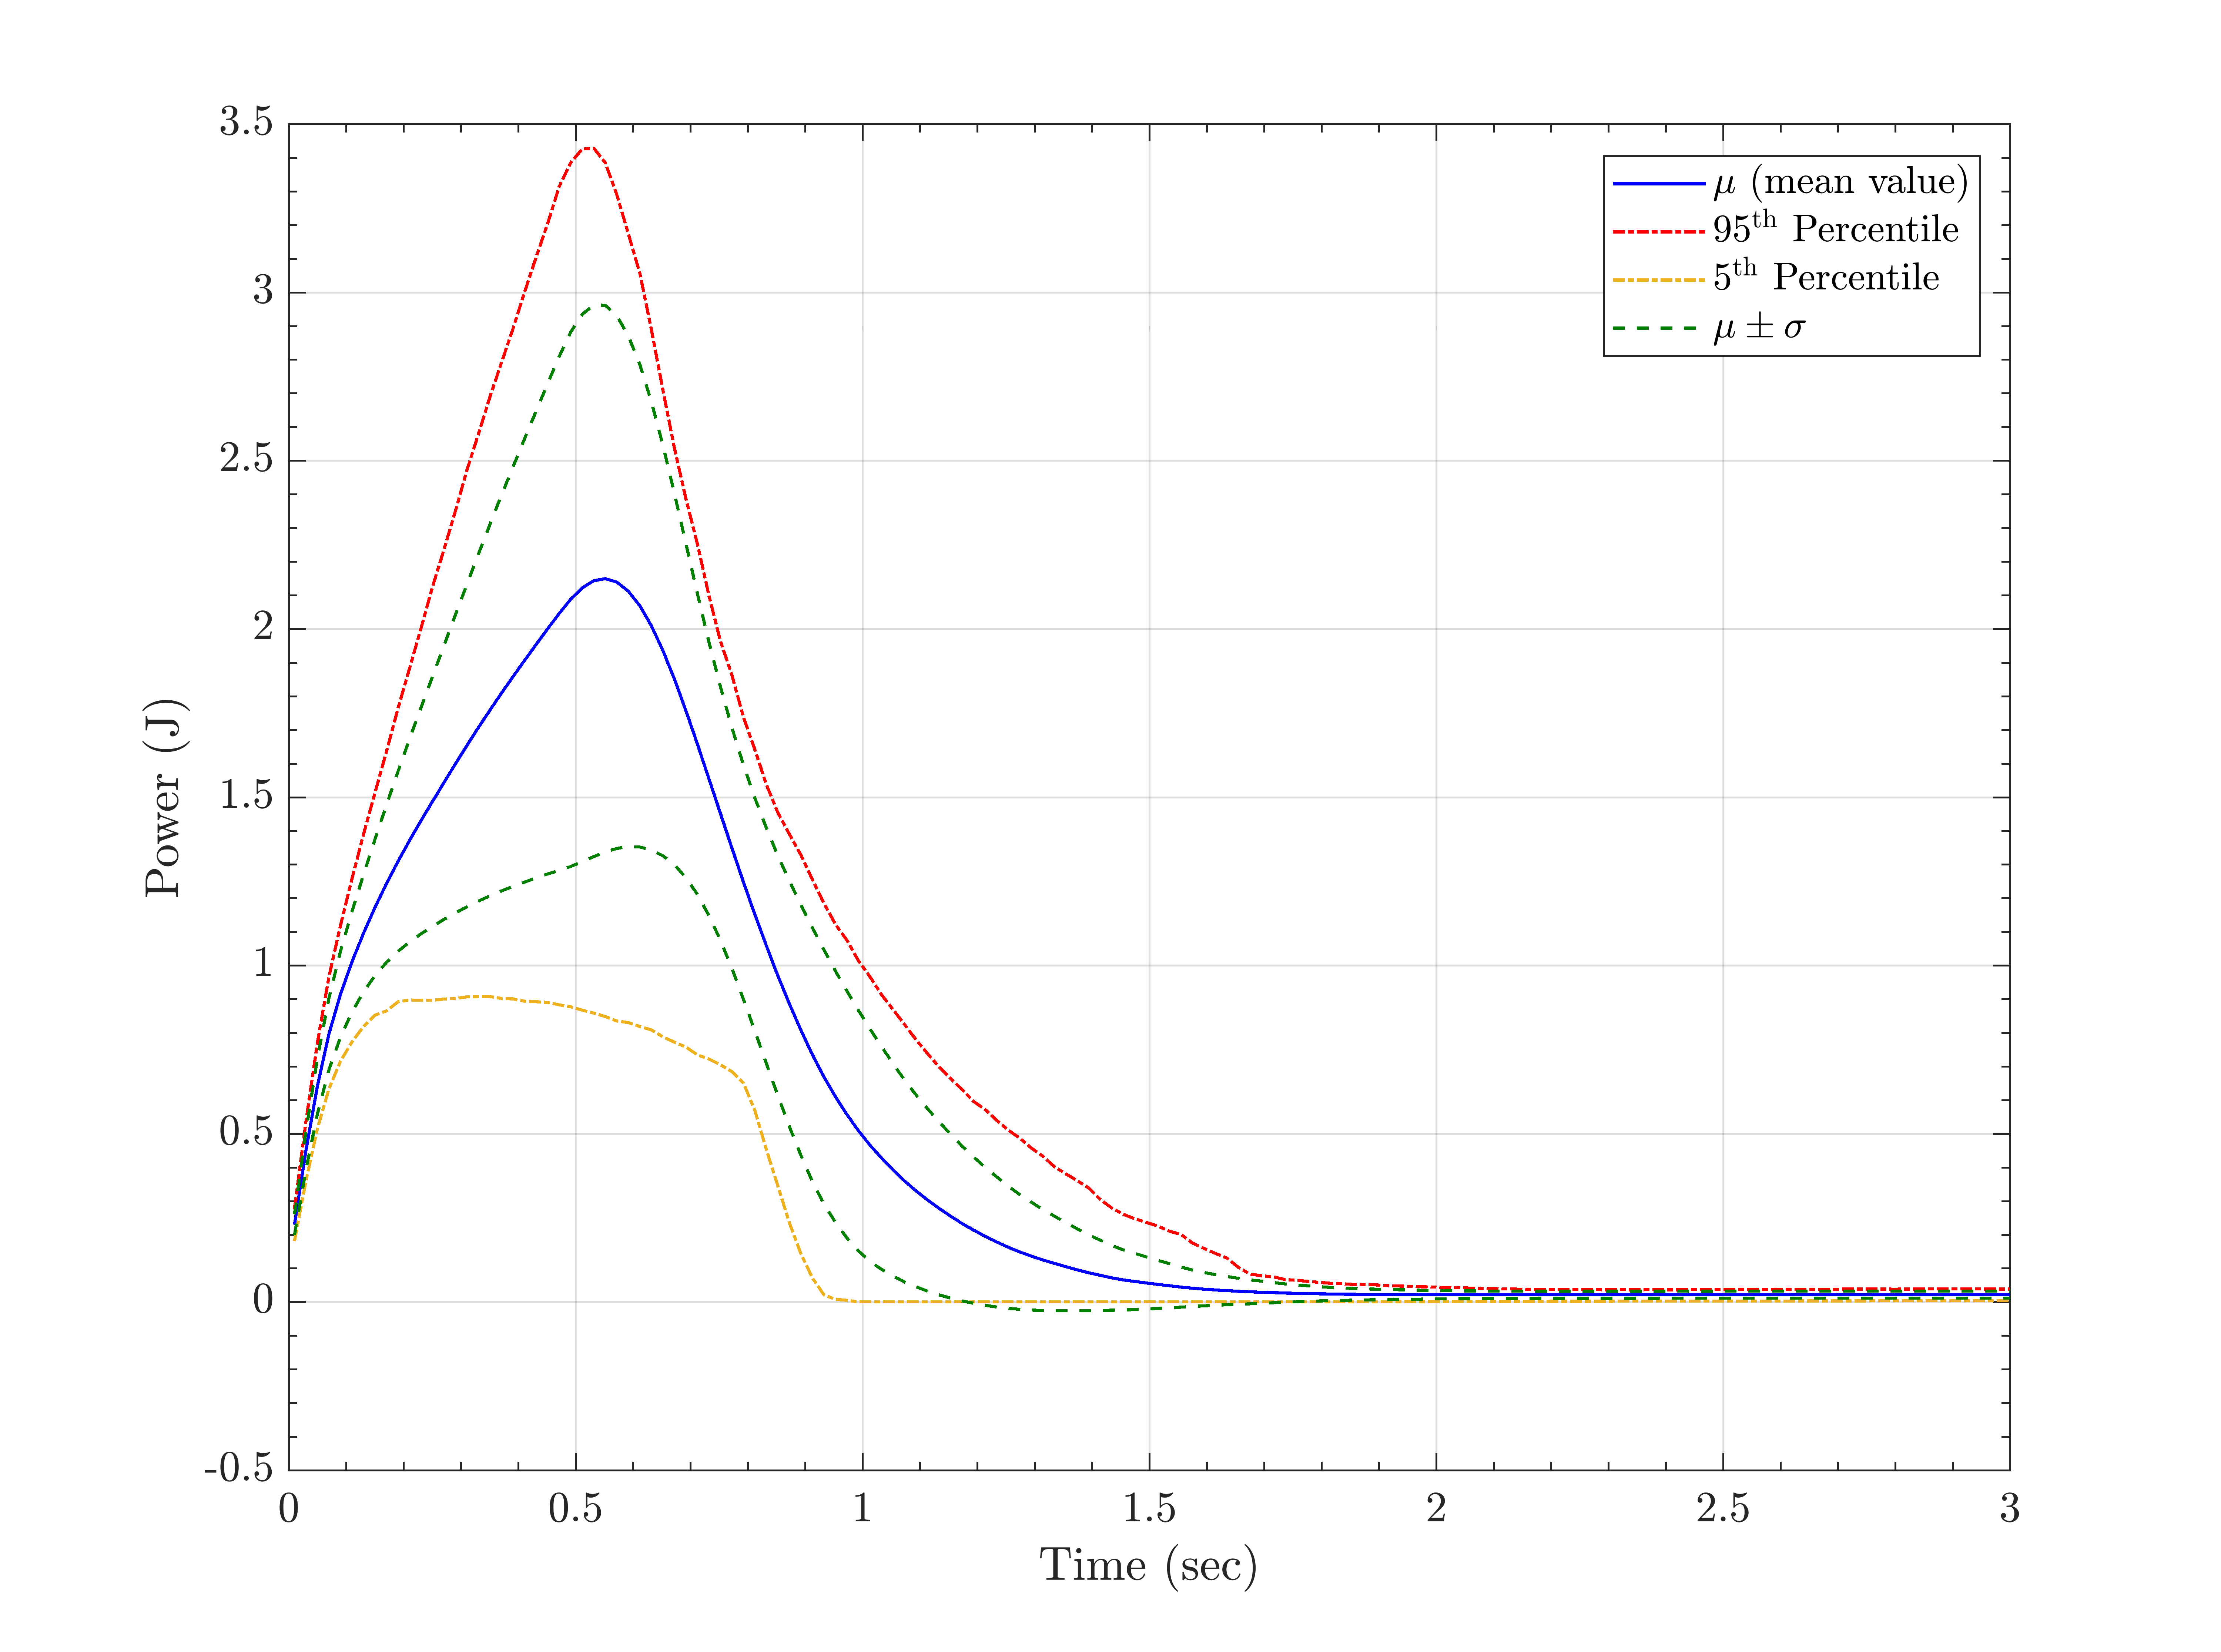 3.5
3
2.5
2
1.5
1
0.5
0
-0.5
Power (J)
0 0.5 1 1.5 2 2.5 3
Time (sec)
μ (mean value)
95th Percentile
5th Percentile
μ ± σ